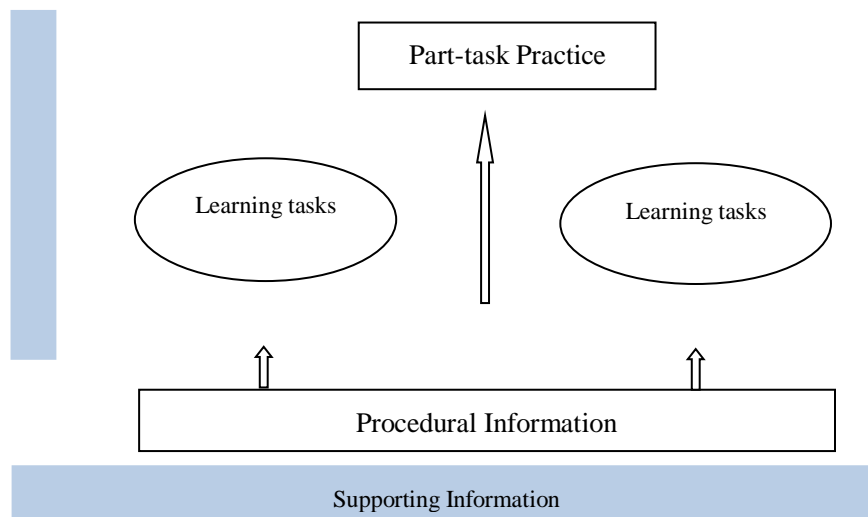 Part-task Practice
Learning tasks
Learning tasks
Procedural Information
Supporting Information